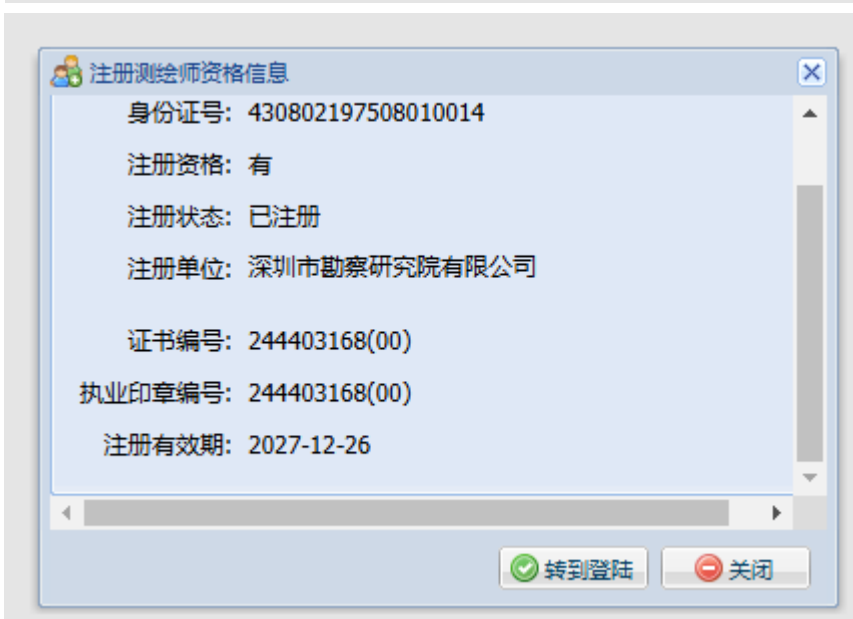 注册测绘师资格信息
身份证号: 430802197508010014
注册资格: 有
注册状态: 已注册
注册单位: 深圳市勘察研究院有限公司
证书编号: 244403168(00)
执业印章编号: 244403168(00)
注册有效期: 2027-12-26
转到登陆 关闭